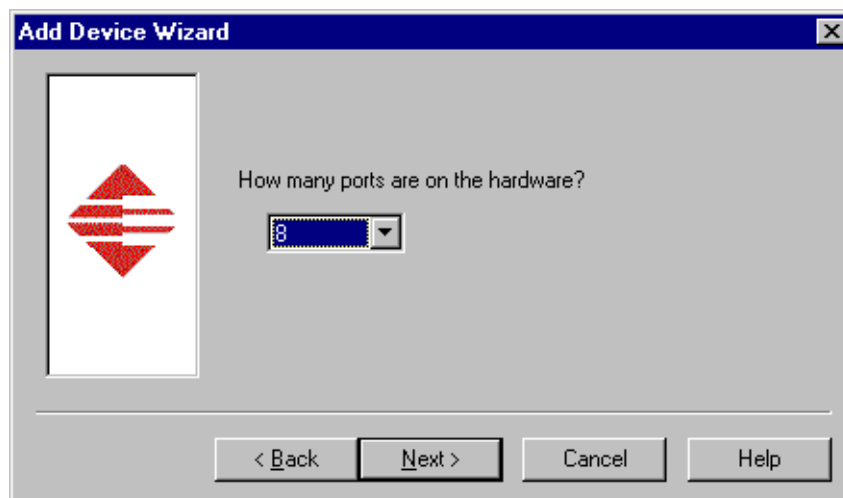 Add Device Wizard
How many ports are on the hardware?
8
< Back
Next >
Cancel
Help